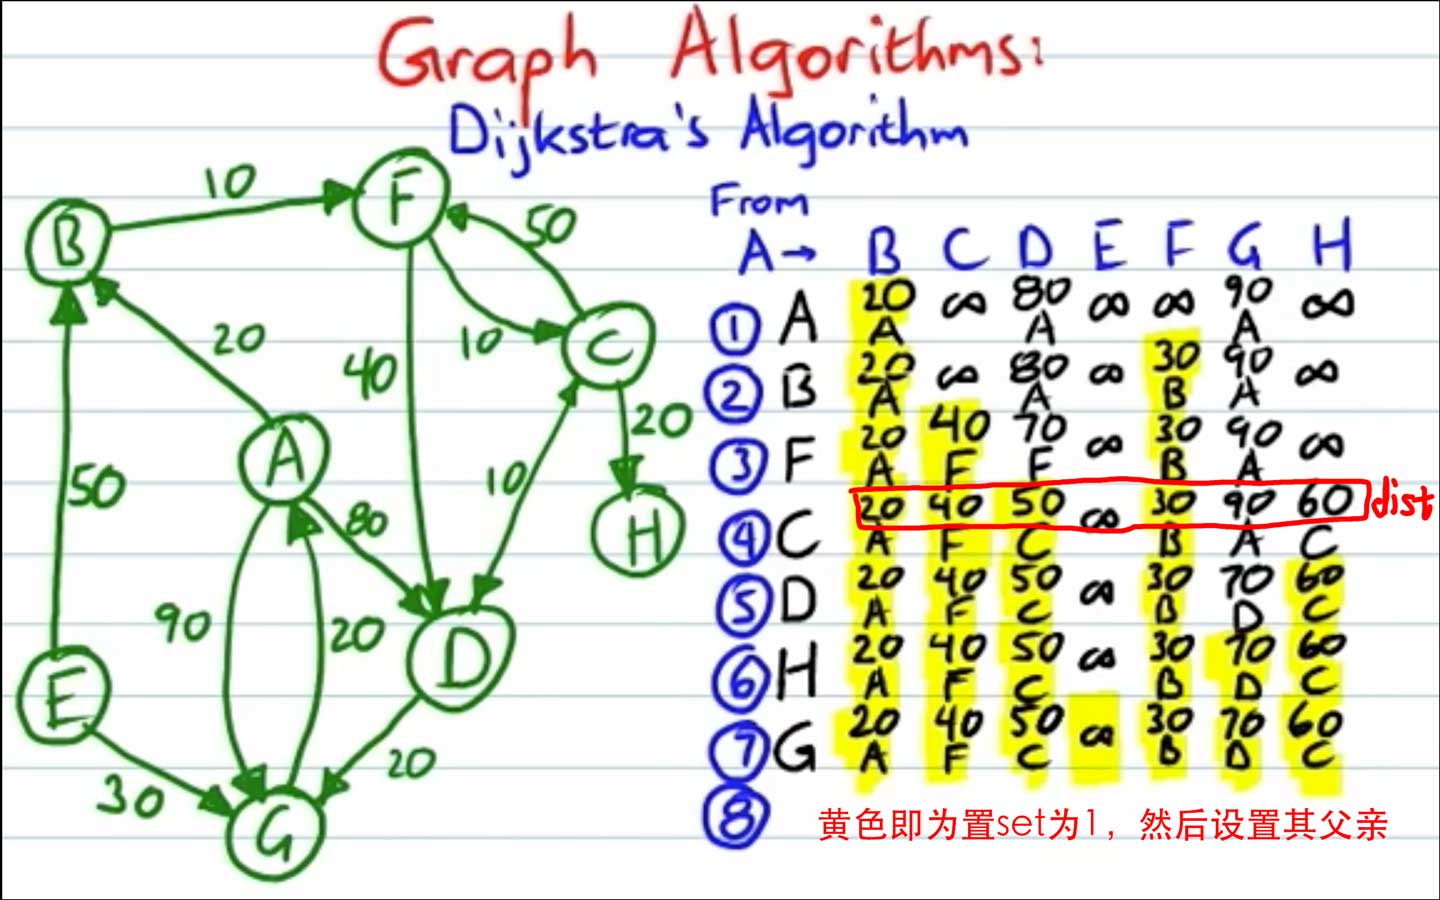 Graph Algorithms:
Dijkstra's Algorithm
From
A→ B C D E F G H
① A 20 ∞ 80 ∞ ∞ 90 ∞
A A A
② B 20 ∞ 80 ∞ 30 90 ∞
A A B A
③ F 20 40 70 ∞ 30 90 ∞
A F F B A
④ C 20 40 50 ∞ 30 90 60 dist
A F C B A C
⑤ D 20 40 50 ∞ 30 70 60
A F C B D C
⑥ H 20 40 50 ∞ 30 70 60
A F C B D C
⑦ G 20 40 50 ∞ 30 70 60
A F C B D C
⑧
黄色即为置set为1，然后设置其父亲
10
F
50
B
20
10
C
40
20
A
50
10
80
H
90
20
D
E
20
30
G